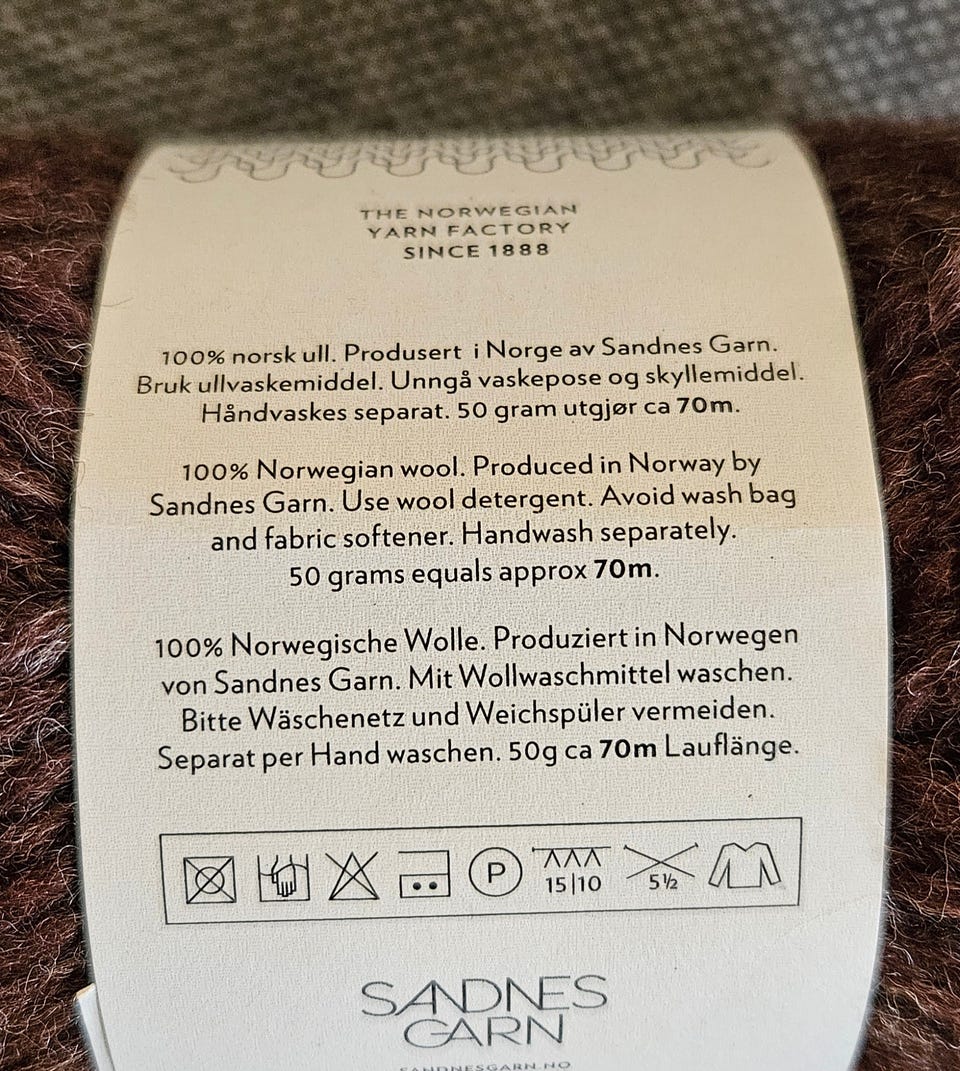 THE NORWEGIAN
YARN FACTORY
SINCE 1888
100% norsk ull. Produsert i Norge av Sandnes Garn.
Bruk ullvaskemiddel. Unngå vaskepose og skyllemiddel.
Håndvaskes separat. 50 gram utgjør ca 70m.
100% Norwegian wool. Produced in Norway by
Sandnes Garn. Use wool detergent. Avoid wash bag
and fabric softener. Handwash separately.
50 grams equals approx 70m.
100% Norwegische Wolle. Produziert in Norwegen
von Sandnes Garn. Mit Wollwaschmittel waschen.
Bitte Wäschenetz und Weichspüler vermeiden.
Separat per Hand waschen. 50g ca 70m Lauflänge.
P 15|10 5½
SANDNES
GARN
SANDNESGARN.NO